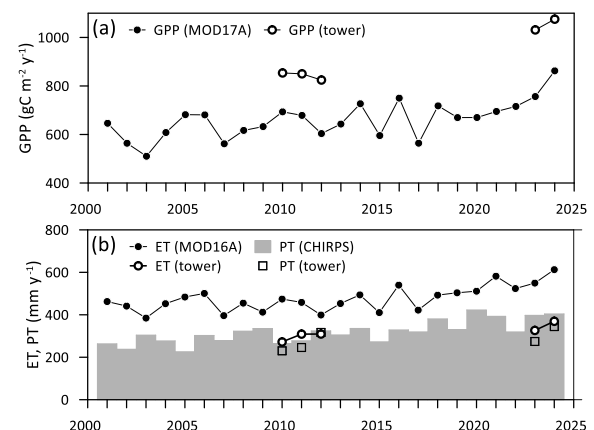 (a) GPP (MOD17A) GPP (tower)
GPP (gC m⁻² y⁻¹)
1000
800
600
400
2000 2005 2010 2015 2020 2025
(b) ET (MOD16A) PT (CHIRPS)
ET (tower) PT (tower)
ET, PT (mm y⁻¹)
800
600
400
200
0
2000 2005 2010 2015 2020 2025